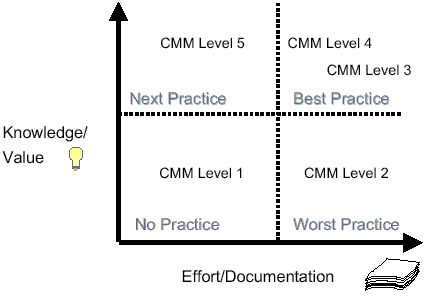 CMM Level 5
CMM Level 4
CMM Level 3
Next Practice
Best Practice
Knowledge/
Value
CMM Level 1
CMM Level 2
No Practice
Worst Practice
Effort/Documentation